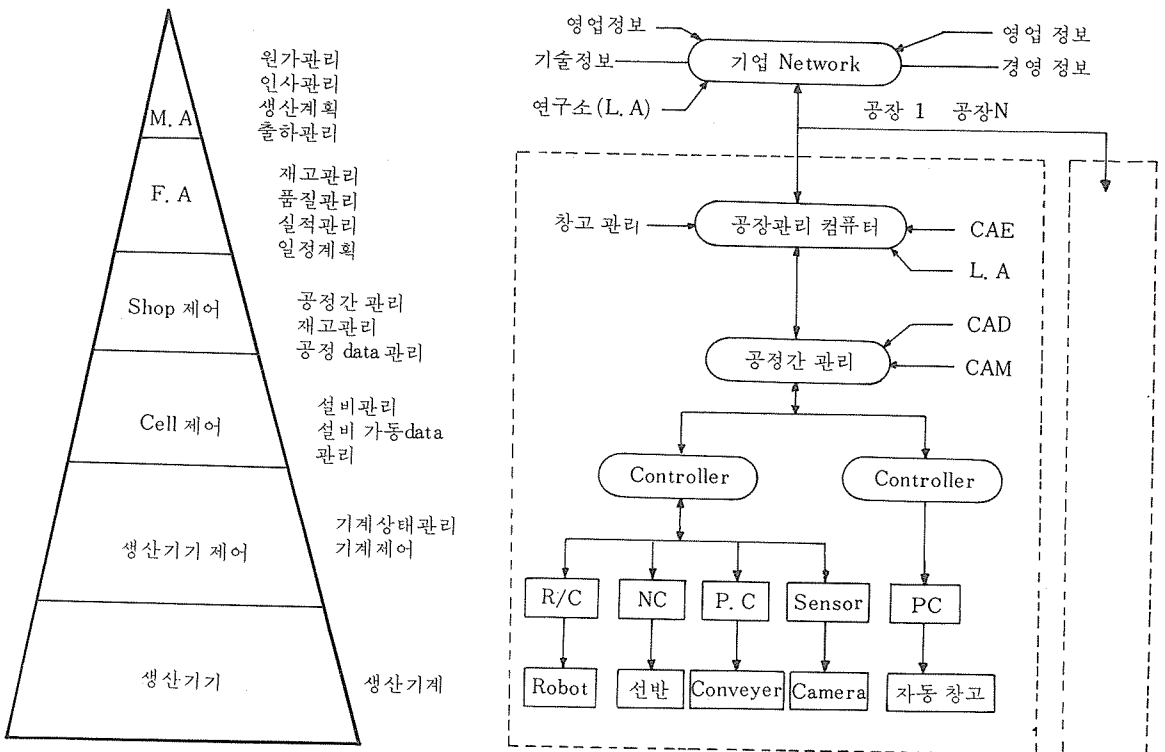 M. A
원가관리
인사관리
생산계획
출하관리
F. A
재고관리
품질관리
실적관리
일정계획
Shop 제어
공정간 관리
재고관리
공정 data 관리
Cell 제어
설비관리
설비 가동data
관리
생산기기 제어
기계상태관리
기계제어
생산기기
생산기계
영업정보
기술정보
연구소(L. A)
기업 Network
영업 정보
경영 정보
공장 1 공장N
창고 관리
공장관리 컴퓨터
CAE
L. A
공정간 관리
CAD
CAM
Controller
Controller
R/C
NC
P. C
Sensor
PC
Robot
선반
Conveyer
Camera
자동 창고